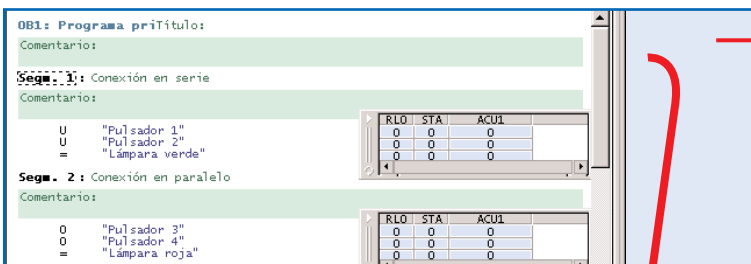 OB1: Programa priTítulo:
Comentario:
Segm. 1: Conexión en serie
Comentario:
RLO STA ACU1
U "Pulsador 1" 0 0 0
U "Pulsador 2" 0 0 0
= "Lámpara verde" 0 0 0
Segm. 2: Conexión en paralelo
Comentario:
RLO STA ACU1
O "Pulsador 3" 0 0 0
O "Pulsador 4" 0 0 0
= "Lámpara roja" 0 0 0